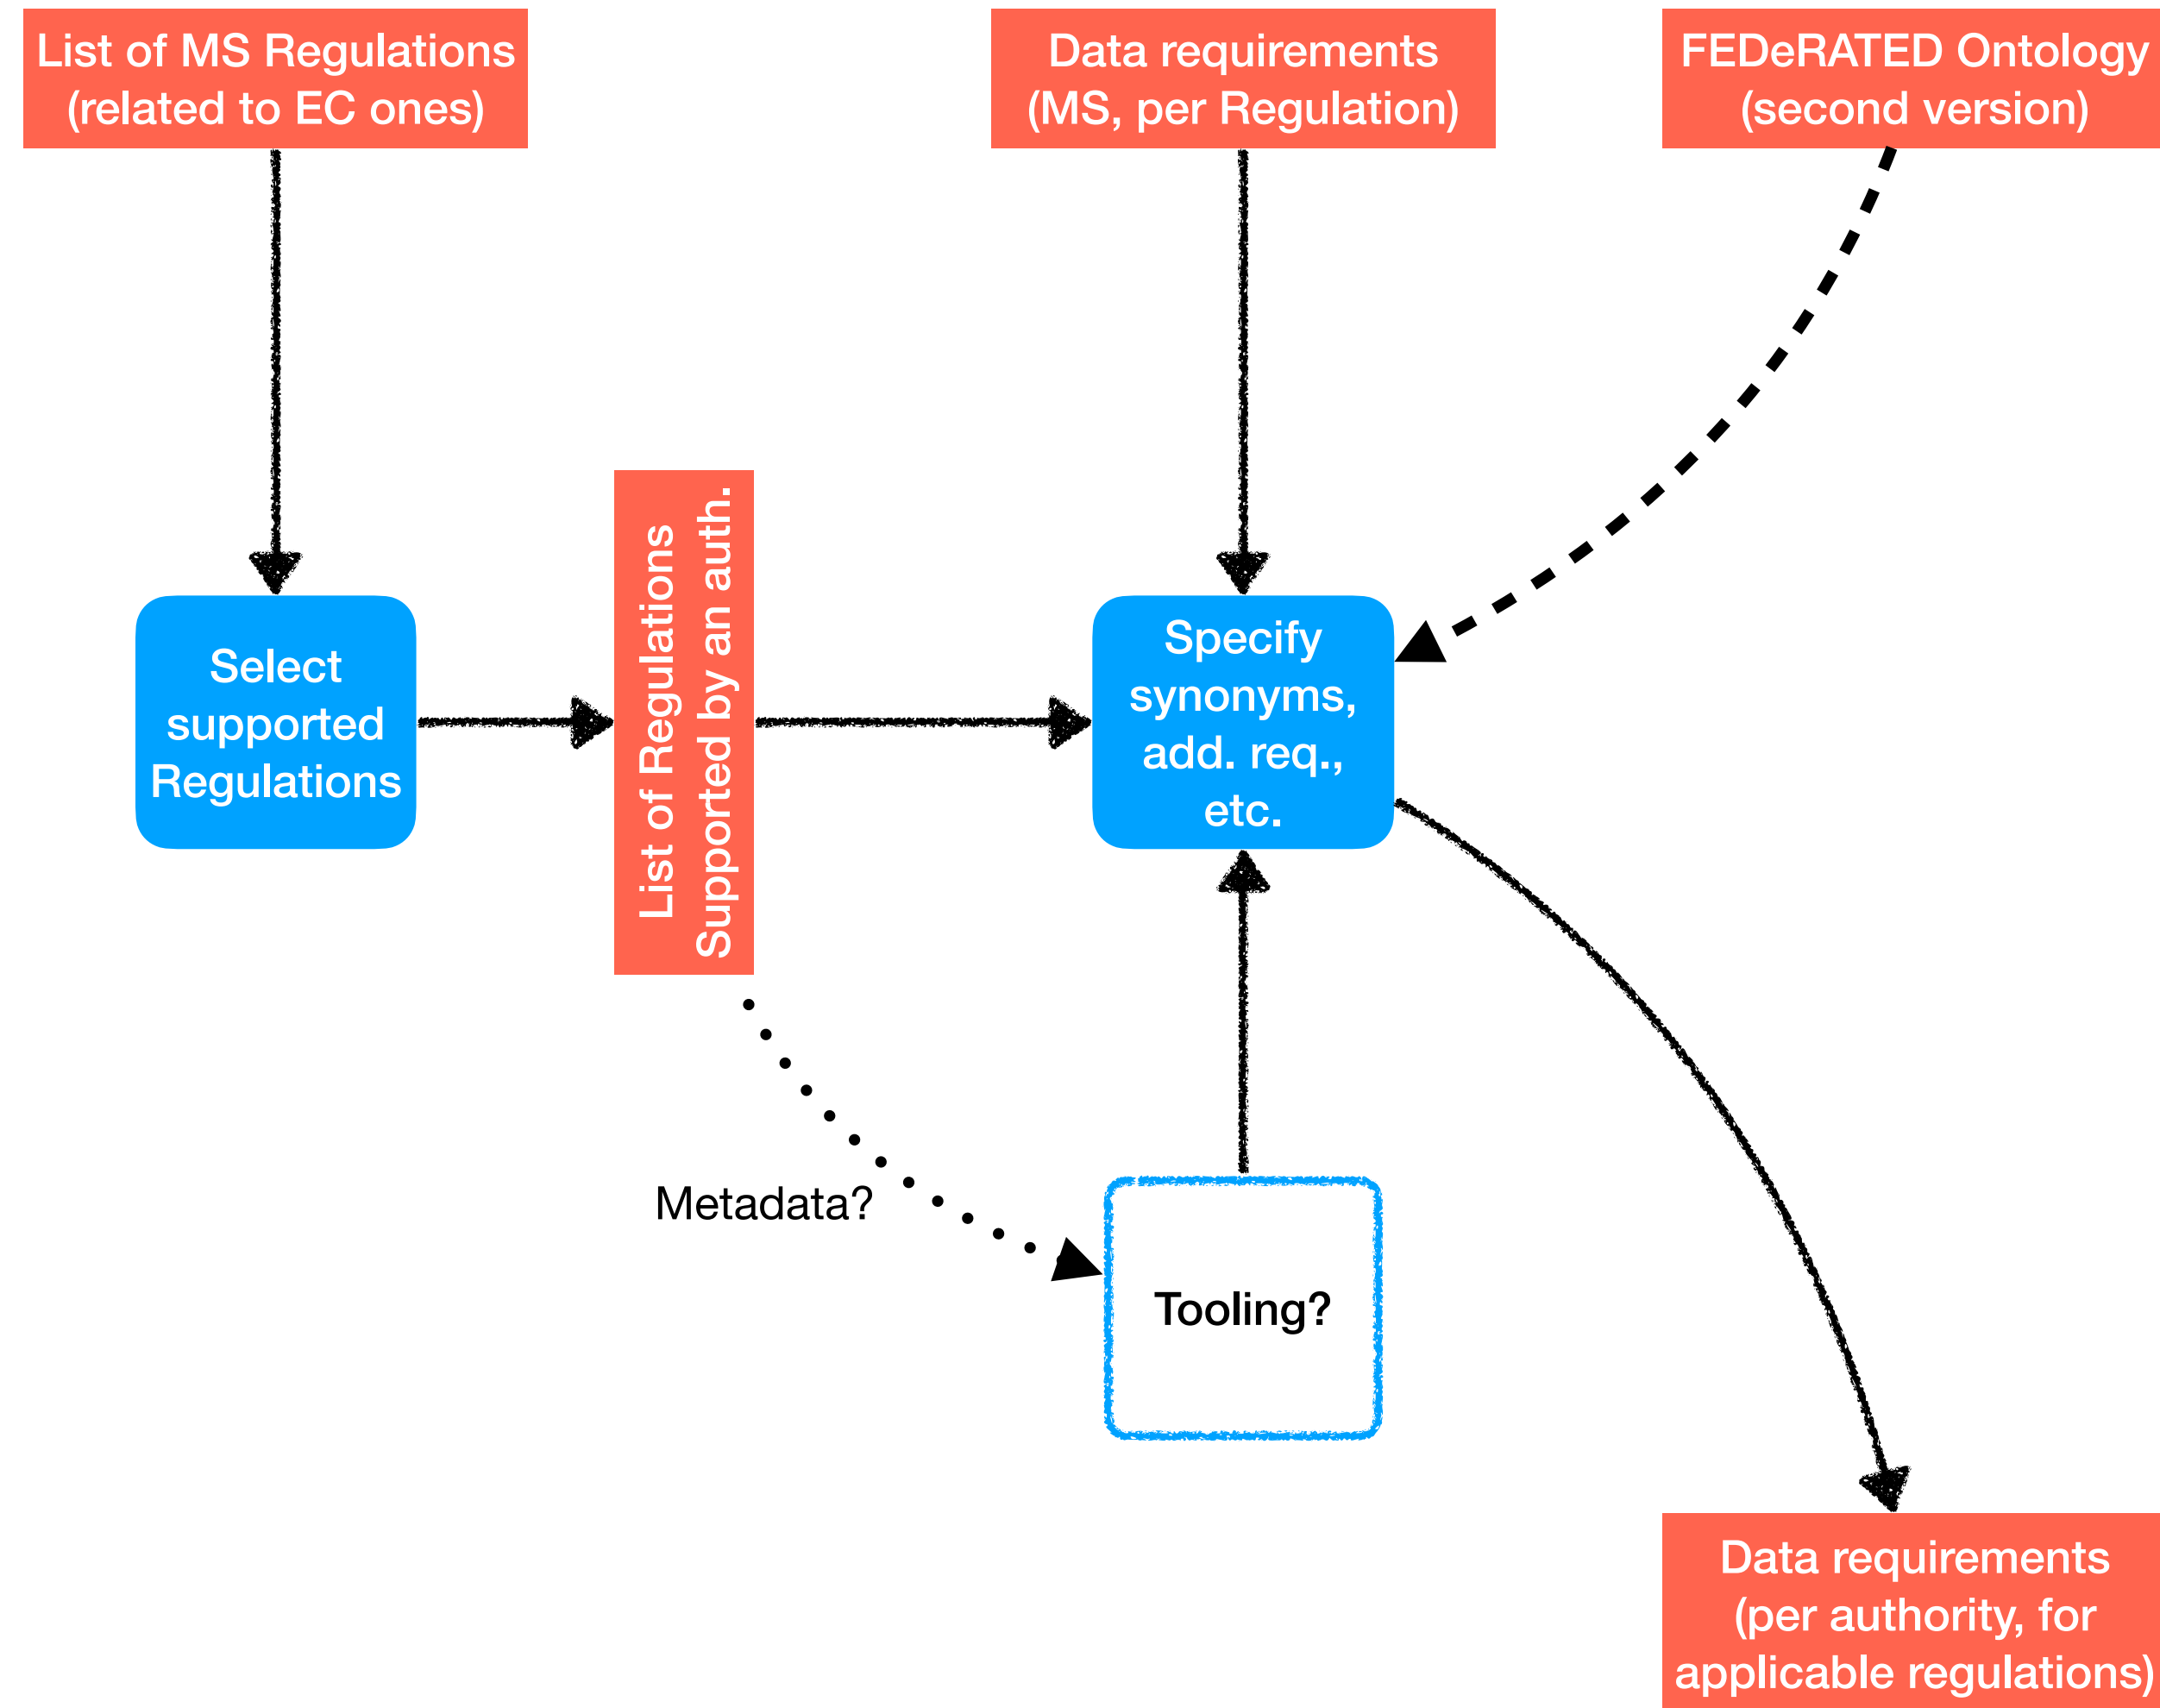 List of MS Regulations
(related to EC ones)
Data requirements
(MS, per Regulation)
FEDeRATED Ontology
(second version)
Select
supported
Regulations
List of Regulations
Supported by an auth.
Specify
synonyms,
add. req.,
etc.
Metadata?
Tooling?
Data requirements
(per authority, for
applicable regulations)